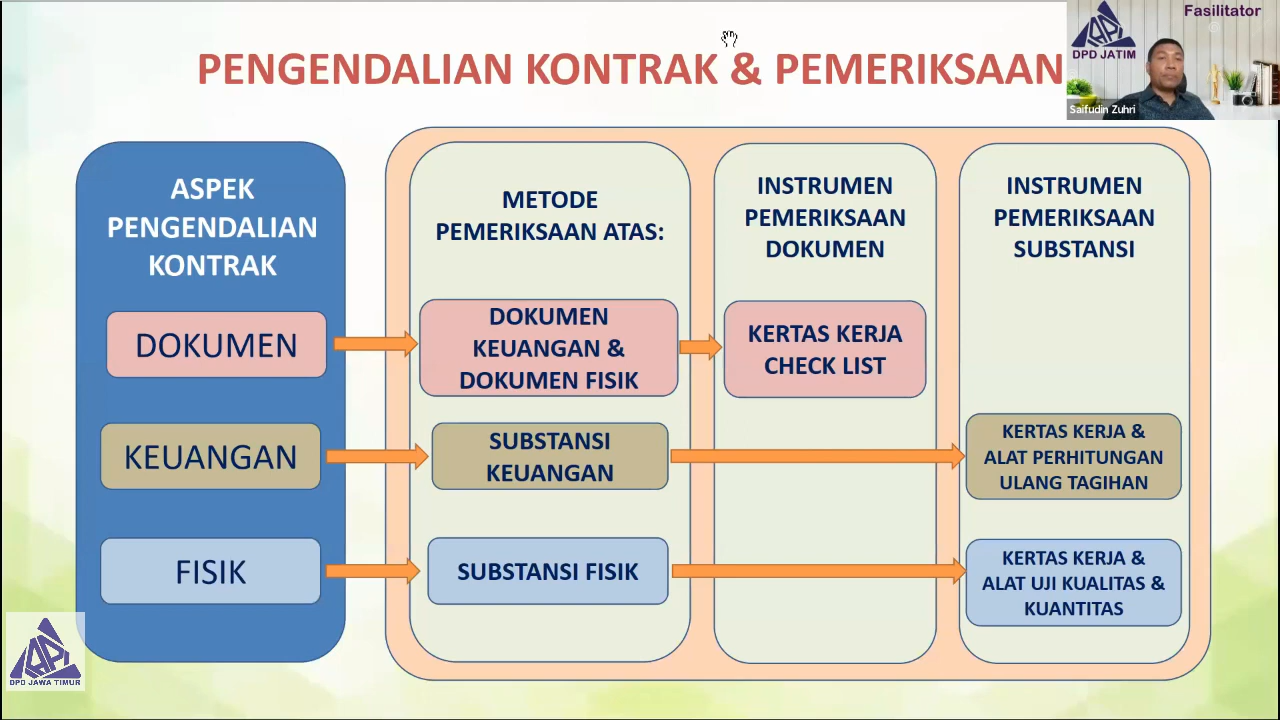 PENGENDALIAN KONTRAK & PEMERIKSAAN
Fasilitator
DPD JATIM
Saifudin Zuhri
ASPEK
PENGENDALIAN
KONTRAK
DOKUMEN
KEUANGAN
FISIK
METODE
PEMERIKSAAN ATAS:
DOKUMEN
KEUANGAN &
DOKUMEN FISIK
SUBSTANSI
KEUANGAN
SUBSTANSI FISIK
INSTRUMEN
PEMERIKSAAN
DOKUMEN
KERTAS KERJA
CHECK LIST
INSTRUMEN
PEMERIKSAAN
SUBSTANSI
KERTAS KERJA &
ALAT PERHITUNGAN
ULANG TAGIHAN
KERTAS KERJA &
ALAT UJI KUALITAS &
KUANTITAS
DPD JAWA TIMUR